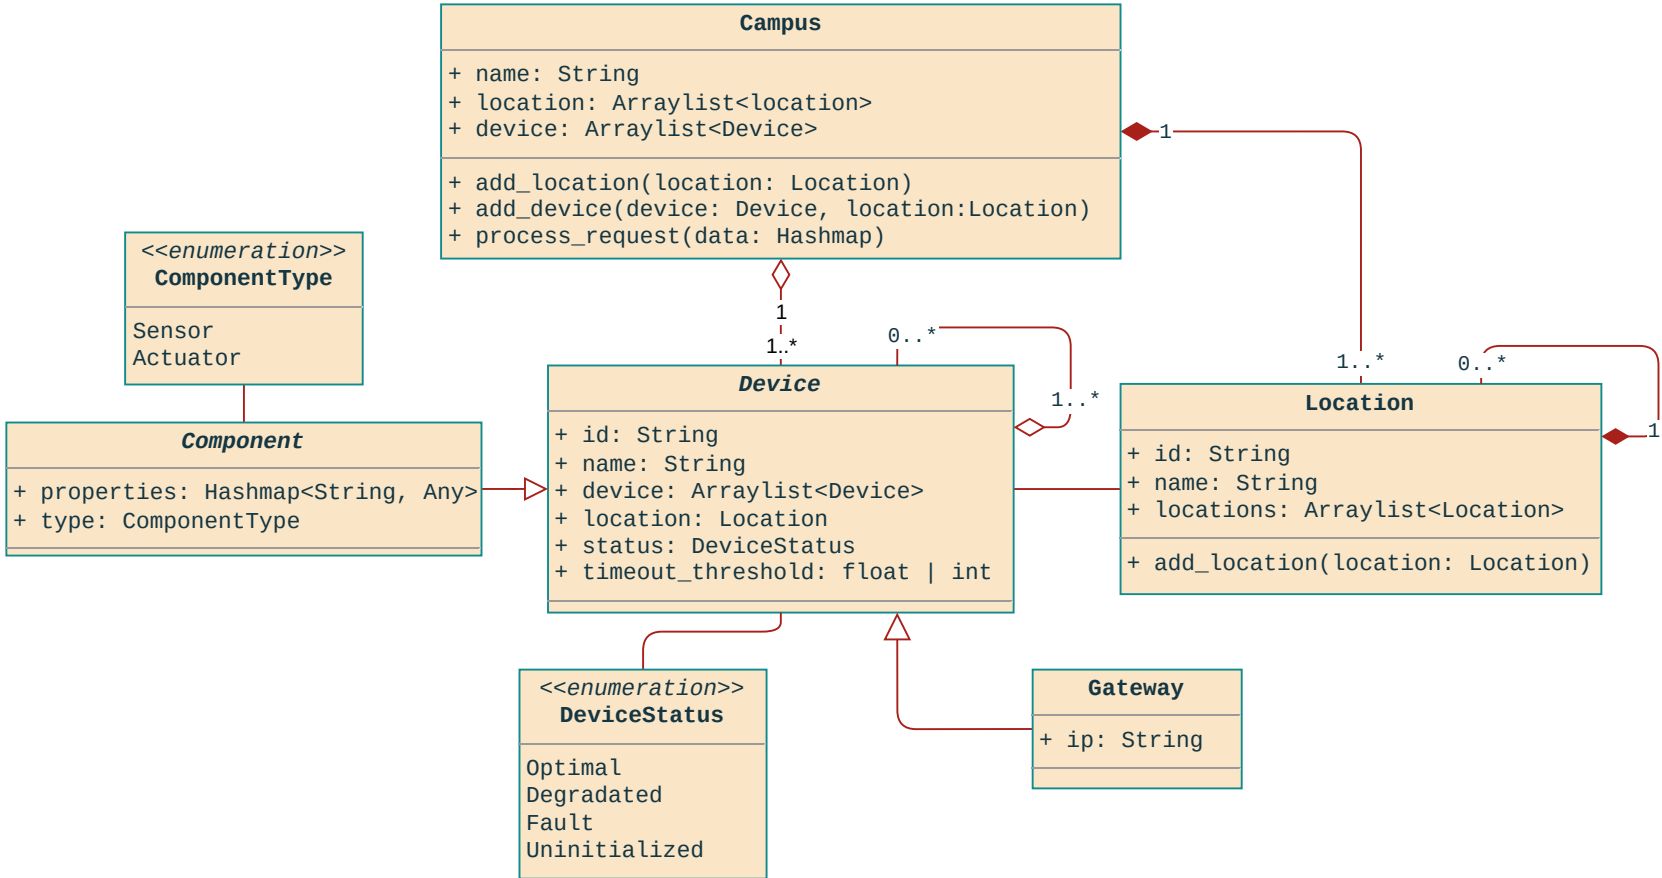 Campus
+ name: String
+ location: Arraylist<location>
+ device: Arraylist<Device>
+ add_location(location: Location)
+ add_device(device: Device, location:Location)
+ process_request(data: Hashmap)
1
1
1..*
<<enumeration>>
ComponentType
Sensor
Actuator
Component
+ properties: Hashmap<String, Any>
+ type: ComponentType
0..*
1..*
Device
+ id: String
+ name: String
+ device: Arraylist<Device>
+ location: Location
+ status: DeviceStatus
+ timeout_threshold: float | int
1..*
0..*
1
Location
+ id: String
+ name: String
+ locations: Arraylist<Location>
+ add_location(location: Location)
<<enumeration>>
DeviceStatus
Optimal
Degradated
Fault
Uninitialized
Gateway
+ ip: String